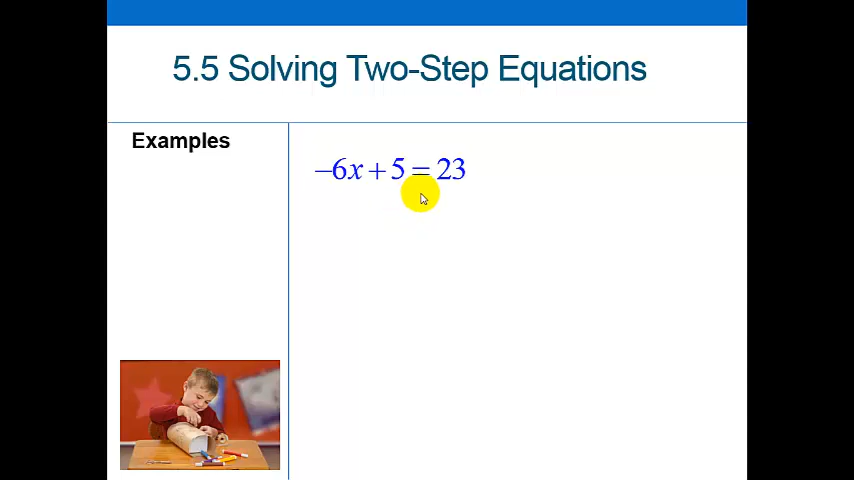 5.5 Solving Two-Step Equations
Examples
−6x + 5 = 23